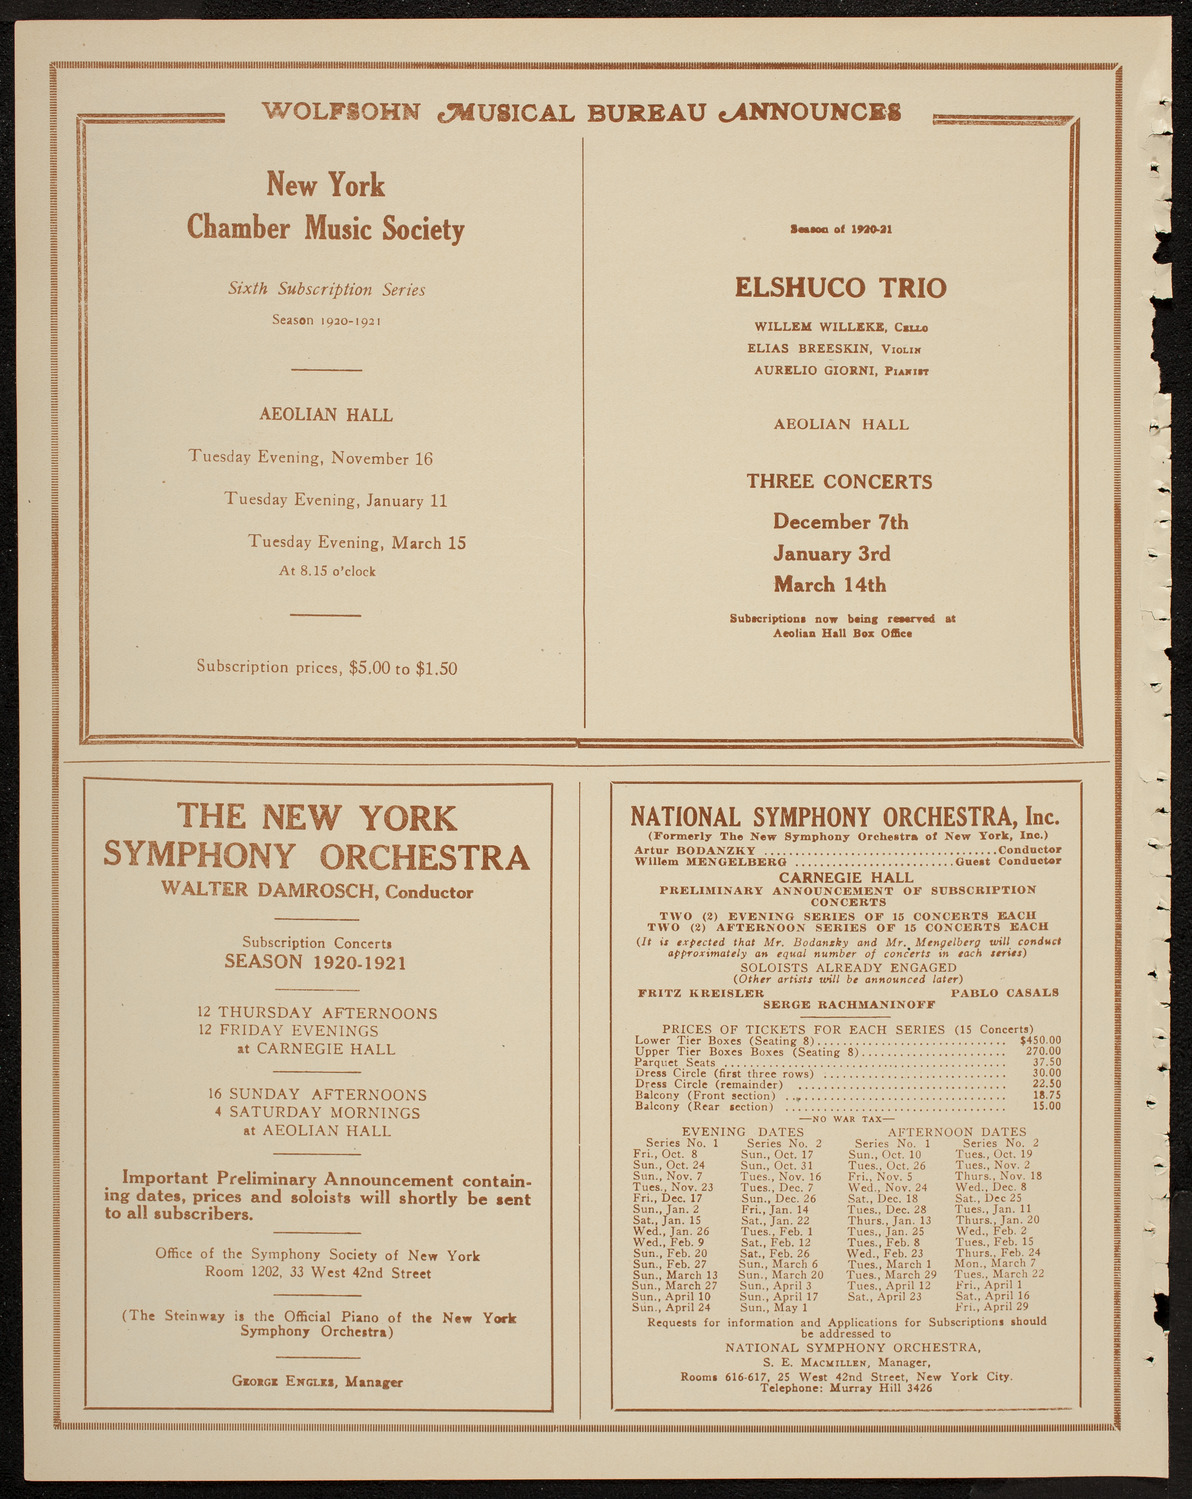 WOLFSOHN MUSICAL BUREAU ANNOUNCES
New York
Chamber Music Society
Sixth Subscription Series
Season 1920-1921
AEOLIAN HALL
Tuesday Evening, November 16
Tuesday Evening, January 11
Tuesday Evening, March 15
At 8.15 o'clock
Subscription prices, $5.00 to $1.50
Season of 1920-21
ELSHUCO TRIO
WILLEM WILLEKE, CELLO
ELIAS BREESKIN, VIOLIN
AURELIO GIORNI, PIANIST
AEOLIAN HALL
THREE CONCERTS
December 7th
January 3rd
March 14th
Subscriptions now being reserved at
Aeolian Hall Box Office
THE NEW YORK
SYMPHONY ORCHESTRA
WALTER DAMROSCH, Conductor
Subscription Concerts
SEASON 1920-1921
12 THURSDAY AFTERNOONS
12 FRIDAY EVENINGS
at CARNEGIE HALL
16 SUNDAY AFTERNOONS
4 SATURDAY MORNINGS
at AEOLIAN HALL
Important Preliminary Announcement contain-
ing dates, prices and soloists will shortly be sent
to all subscribers.
Office of the Symphony Society of New York
Room 1202, 33 West 42nd Street
(The Steinway is the Official Piano of the New York
Symphony Orchestra)
GEORGE ENGLES, Manager
NATIONAL SYMPHONY ORCHESTRA, Inc.
(Formerly The New Symphony Orchestra of New York, Inc.)
Artur BODANZKY ....................................Conductor
Willem MENGELBERG ........................Guest Conductor
CARNEGIE HALL
PRELIMINARY ANNOUNCEMENT OF SUBSCRIPTION
CONCERTS
TWO (2) EVENING SERIES OF 15 CONCERTS EACH
TWO (2) AFTERNOON SERIES OF 15 CONCERTS EACH
(It is expected that Mr. Bodanzky and Mr. Mengelberg will conduct
approximately an equal number of concerts in each series)
SOLOISTS ALREADY ENGAGED
(Other artists will be announced later)
FRITZ KREISLER PABLO CASALS
SERGE RACHMANINOFF
PRICES OF TICKETS FOR EACH SERIES (15 Concerts)
Lower Tier Boxes (Seating 8).............................. $450.00
Upper Tier Boxes Boxes (Seating 8)....................... 270.00
Parquet Seats ............................................ 37.50
Dress Circle (first three rows) ............................ 30.00
Dress Circle (remainder) ................................ 22.50
Balcony (Front section) .................................. 18.75
Balcony (Rear section) .................................. 15.00
—NO WAR TAX—
EVENING DATES AFTERNOON DATES
Series No. 1 Series No. 2 Series No. 1 Series No. 2
Fri., Oct. 8 Sun., Oct. 17 Sun., Oct. 10 Tues., Oct. 19
Sun., Oct. 24 Sun., Oct. 31 Tues., Oct. 26 Tues., Nov. 2
Sun., Nov. 7 Tues., Nov. 16 Fri., Nov. 5 Thurs., Nov. 18
Tues., Nov. 23 Tues., Dec. 7 Wed., Nov. 24 Wed., Dec. 8
Fri., Dec. 17 Sun., Dec. 26 Sat., Dec. 18 Sat., Dec 25
Sun., Jan. 2 Fri., Jan. 14 Tues., Dec. 28 Tues., Jan. 11
Sat., Jan. 15 Sat., Jan. 22 Thurs., Jan. 13 Thurs., Jan. 20
Wed., Jan. 26 Tues., Feb. 1 Tues., Jan. 25 Wed., Feb. 2
Wed., Feb. 9 Sat., Feb. 12 Tues., Feb. 8 Tues., Feb. 15
Sun., Feb. 20 Sat., Feb. 26 Wed., Feb. 23 Thurs., Feb. 24
Sun., Feb. 27 Sun., March 6 Tues., March 1 Mon., March 7
Sun., March 13 Sun., March 20 Tues., March 29 Tues., March 22
Sun., March 27 Sun., April 3 Tues., April 12 Fri., April 1
Sun., April 10 Sun., April 17 Sat., April 23 Sat., April 16
Sun., April 24 Sun., May 1 Fri., April 29
Requests for information and Applications for Subscriptions should
be addressed to
NATIONAL SYMPHONY ORCHESTRA,
S. E. MACMILLEN, Manager,
Rooms 616-617, 25 West 42nd Street, New York City.
Telephone: Murray Hill 3426